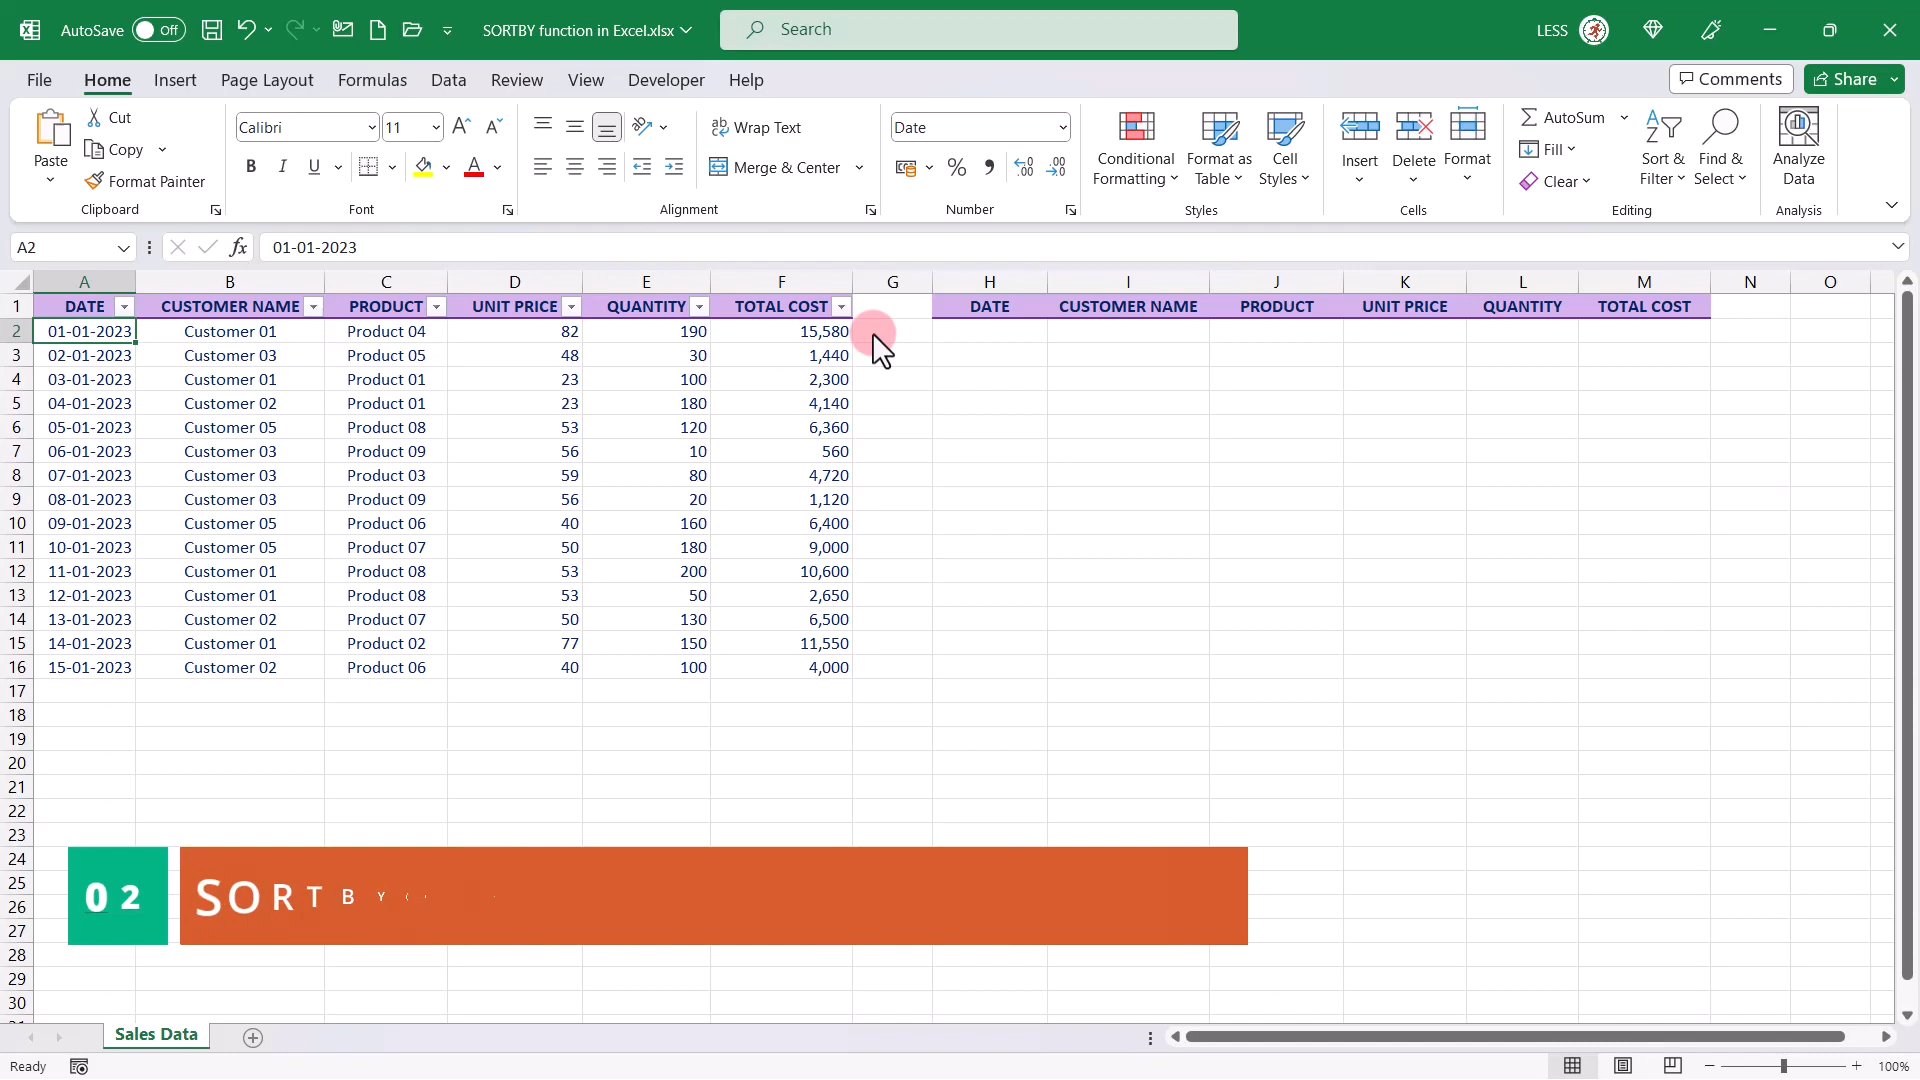 AutoSave Off SORTBY function in Excel.xlsx Search LESS
File Home Insert Page Layout Formulas Data Review View Developer Help Comments Share
Paste Cut Copy Format Painter Clipboard
Calibri 11 B I U A Font
Wrap Text Merge & Center Alignment
Date % Number
Conditional Formatting Format as Table Cell Styles Styles
Insert Delete Format Cells
AutoSum Fill Clear Sort & Filter Find & Select Editing
Analyze Data Analysis
A2 fx 01-01-2023
A B C D E F G H I J K L M N O
1 DATE CUSTOMER NAME PRODUCT UNIT PRICE QUANTITY TOTAL COST DATE CUSTOMER NAME PRODUCT UNIT PRICE QUANTITY TOTAL COST
2 01-01-2023 Customer 01 Product 04 82 190 15,580
3 02-01-2023 Customer 03 Product 05 48 30 1,440
4 03-01-2023 Customer 01 Product 01 23 100 2,300
5 04-01-2023 Customer 02 Product 01 23 180 4,140
6 05-01-2023 Customer 05 Product 08 53 120 6,360
7 06-01-2023 Customer 03 Product 09 56 10 560
8 07-01-2023 Customer 03 Product 03 59 80 4,720
9 08-01-2023 Customer 03 Product 09 56 20 1,120
10 09-01-2023 Customer 05 Product 06 40 160 6,400
11 10-01-2023 Customer 05 Product 07 50 180 9,000
12 11-01-2023 Customer 01 Product 08 53 200 10,600
13 12-01-2023 Customer 01 Product 08 53 50 2,650
14 13-01-2023 Customer 02 Product 07 50 130 6,500
15 14-01-2023 Customer 01 Product 02 77 150 11,550
16 15-01-2023 Customer 02 Product 06 40 100 4,000
17
18
19
20
21
22
23
24
25
26
27
28
29
30
02 SORTBY
Sales Data
Ready 100%